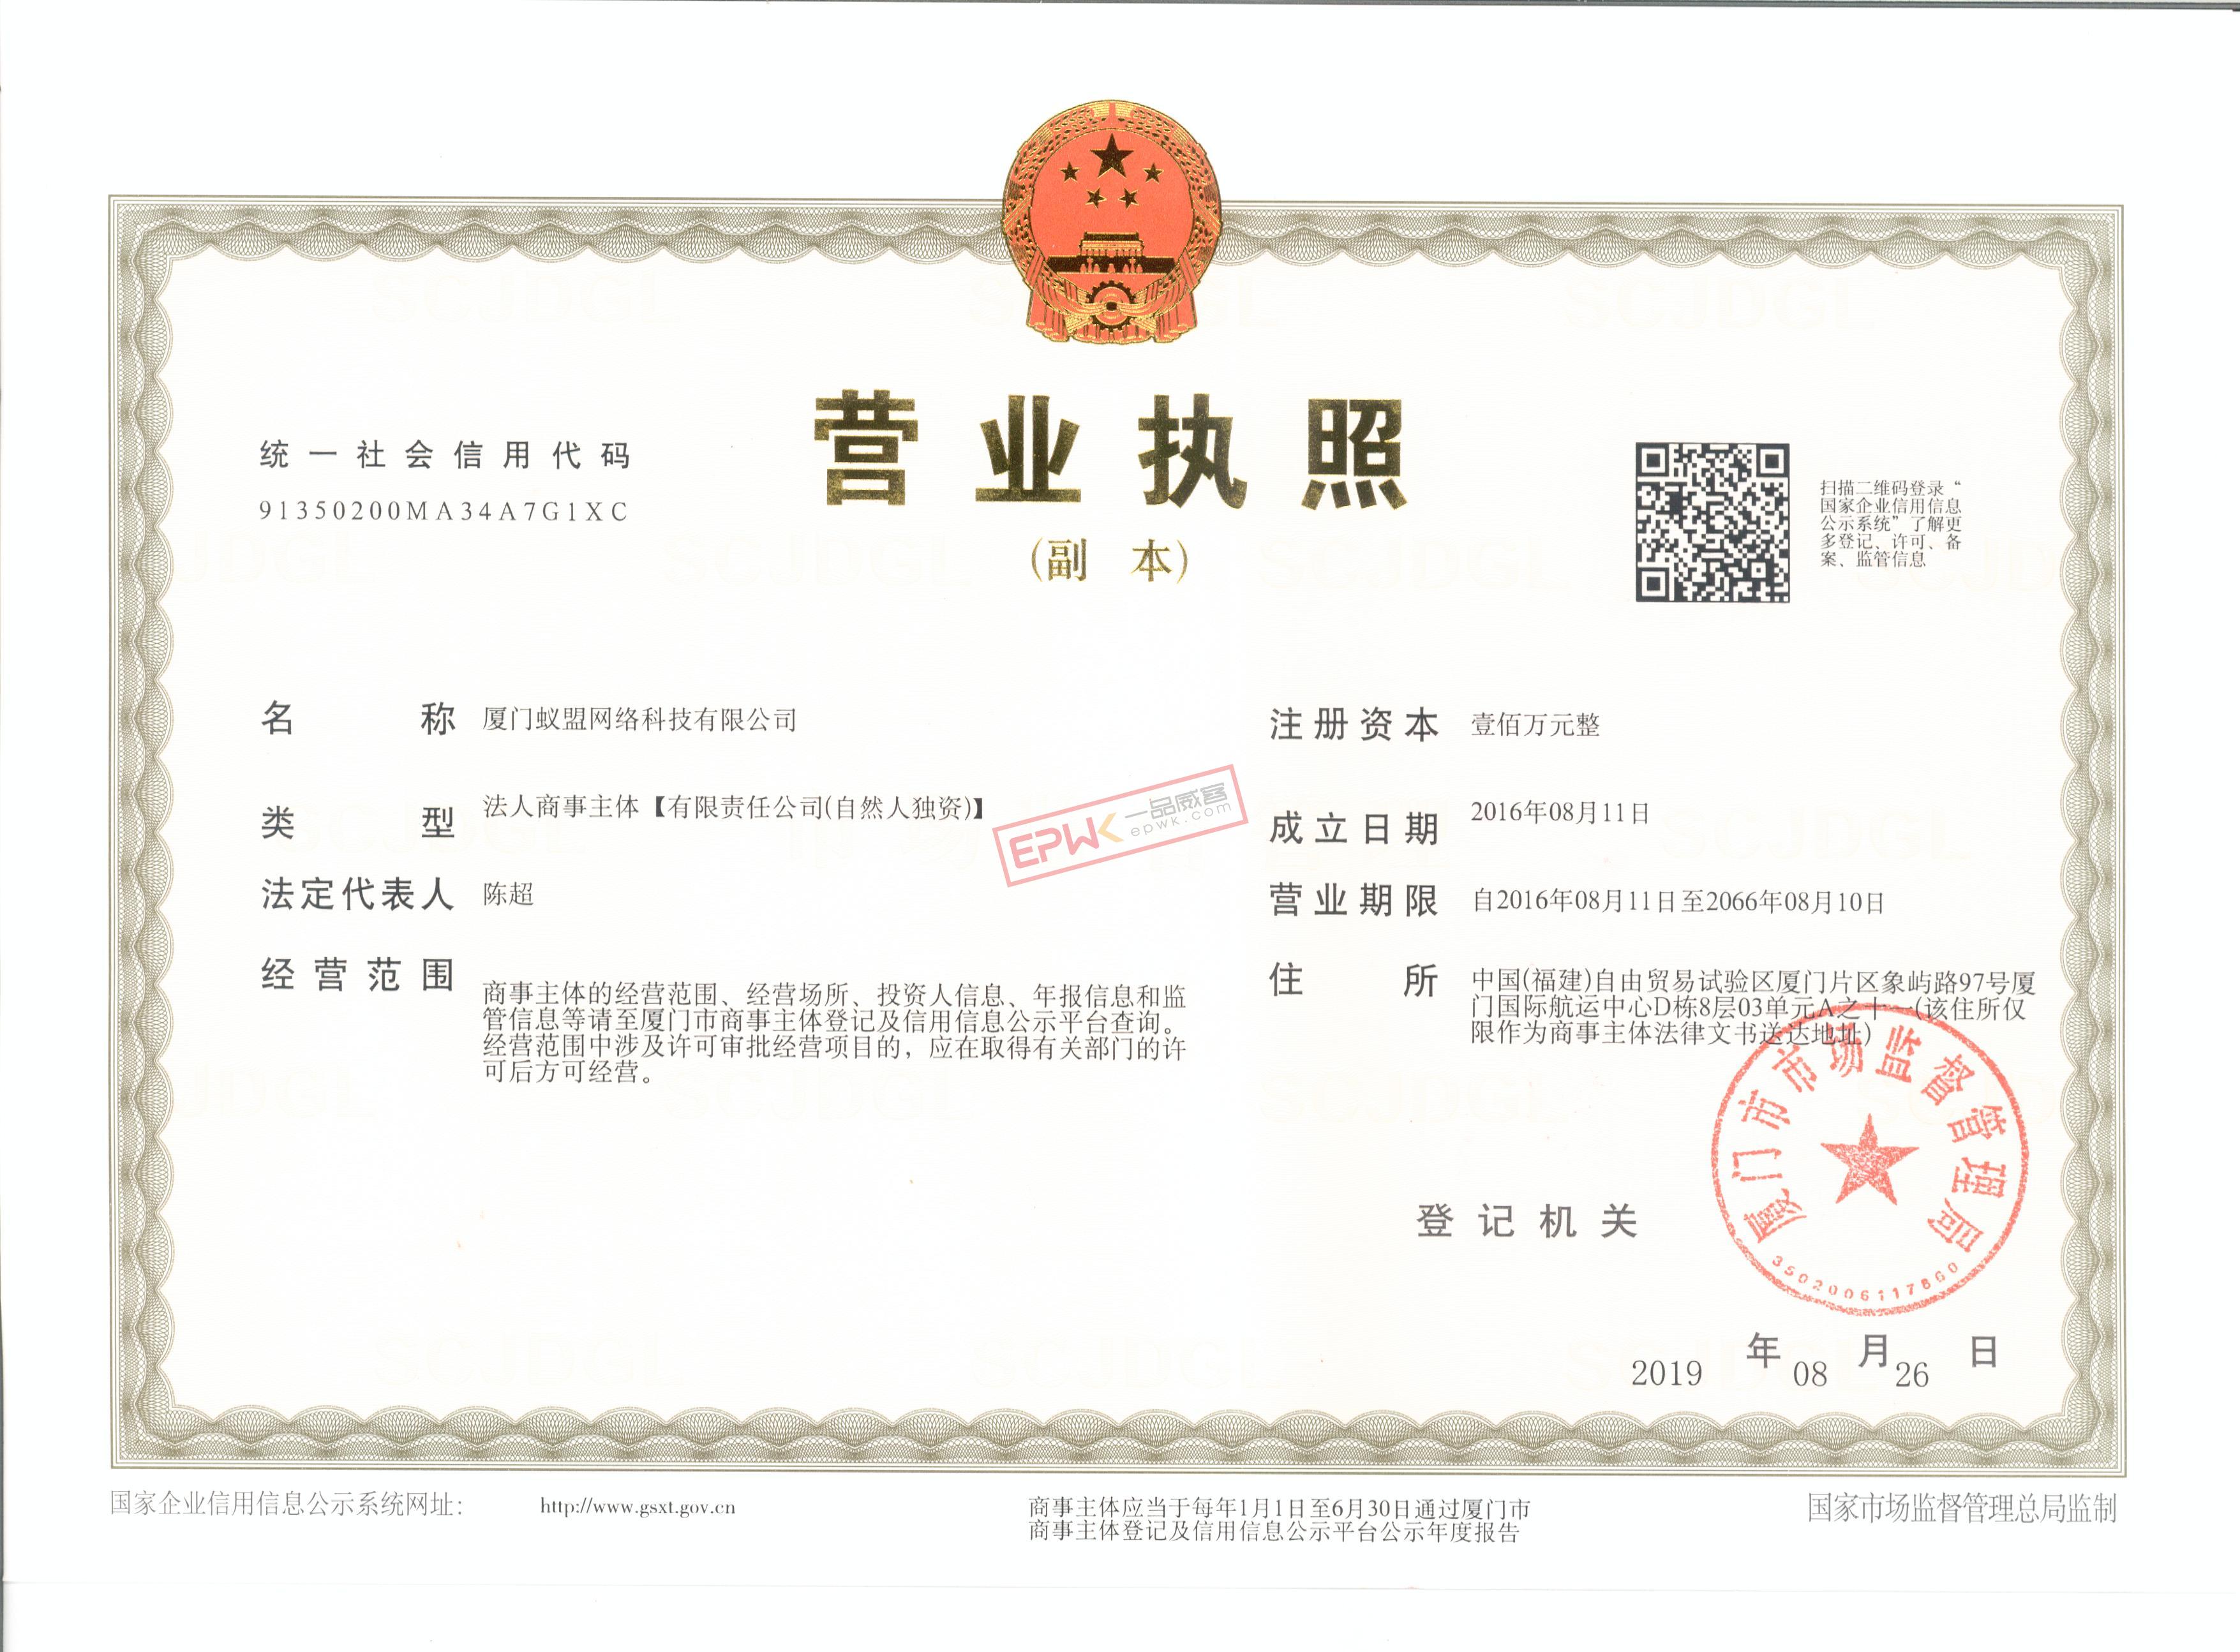 营业执照
(副 本)
统一社会信用代码
91350200MA34A7G1XC
扫描二维码登录“
国家企业信用信息
公示系统”了解更
多登记、许可、备
案、监管信息
名 称 厦门蚁盟网络科技有限公司
类 型 法人商事主体【有限责任公司(自然人独资)】
法定代表人 陈超
经营范围 商事主体的经营范围、经营场所、投资人信息、年报信息和监
管信息等请至厦门市商事主体登记及信用信息公示平台查询。
经营范围中涉及许可审批经营项目的，应在取得有关部门的许
可后方可经营。
注册资本 壹佰万元整
成立日期 2016年08月11日
营业期限 自2016年08月11日至2066年08月10日
住 所 中国(福建)自由贸易试验区厦门片区象屿路97号厦
门国际航运中心D栋8层03单元A之十一(该住所仅
限作为商事主体法律文书送达地址)
EPWK 一品威客
epwk.com
登记机关
厦门市市场监督管理局
2019 年 08 月 26 日
国家企业信用信息公示系统网址： http://www.gsxt.gov.cn
商事主体应当于每年1月1日至6月30日通过厦门市
商事主体登记及信用信息公示平台公示年度报告
国家市场监督管理总局监制